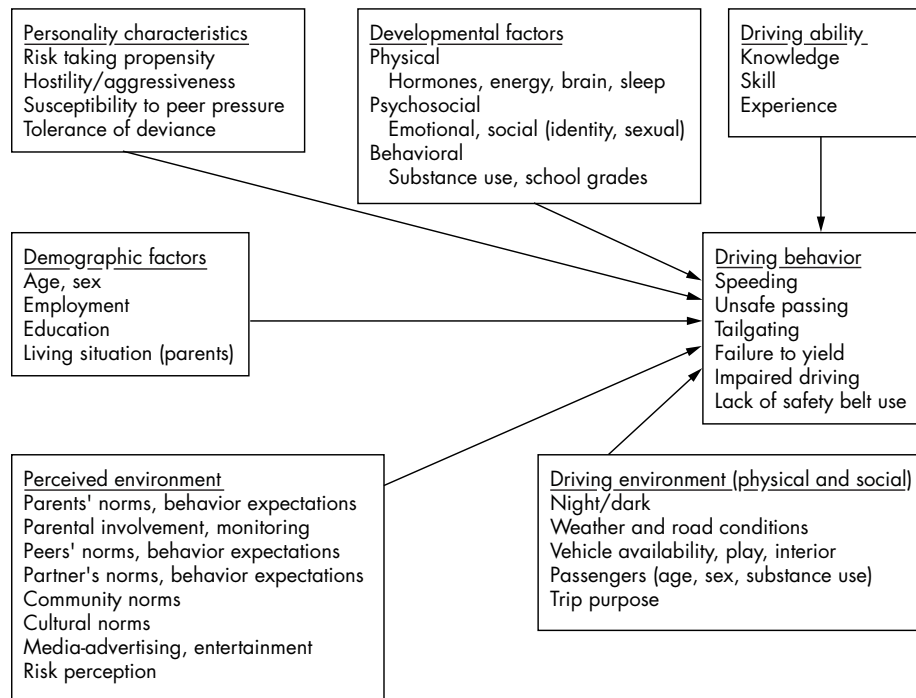 Personality characteristics
Risk taking propensity
Hostility/aggressiveness
Susceptibility to peer pressure
Tolerance of deviance
Developmental factors
Physical
Hormones, energy, brain, sleep
Psychosocial
Emotional, social (identity, sexual)
Behavioral
Substance use, school grades
Driving ability
Knowledge
Skill
Experience
Demographic factors
Age, sex
Employment
Education
Living situation (parents)
Driving behavior
Speeding
Unsafe passing
Tailgating
Failure to yield
Impaired driving
Lack of safety belt use
Perceived environment
Parents' norms, behavior expectations
Parental involvement, monitoring
Peers' norms, behavior expectations
Partner's norms, behavior expectations
Community norms
Cultural norms
Media-advertising, entertainment
Risk perception
Driving environment (physical and social)
Night/dark
Weather and road conditions
Vehicle availability, play, interior
Passengers (age, sex, substance use)
Trip purpose